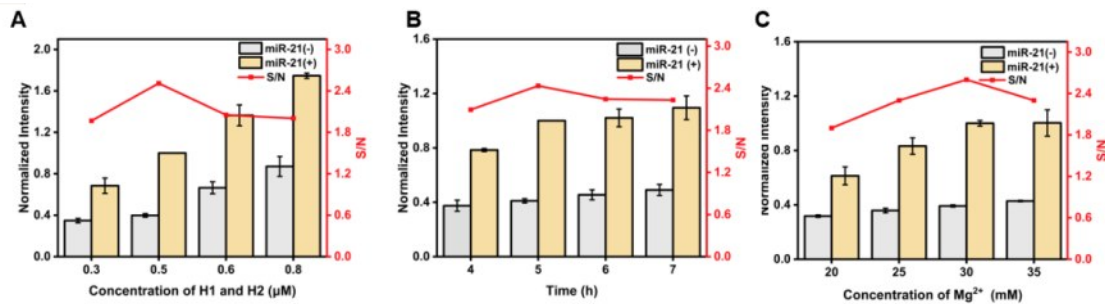 A
Normalized Intensity
2.0
1.6
1.2
0.8
0.4
0.0
miR-21(-)
miR-21(+)
S/N
3.0
2.4
1.8
1.2
0.6
0.0
S/N
0.3 0.5 0.6 0.8
Concentration of H1 and H2 (μM)
B
Normalized Intensity
1.6
1.2
0.8
0.4
0.0
miR-21 (-)
miR-21 (+)
S/N
3.0
2.4
1.8
1.2
0.6
0.0
S/N
4 5 6 7
Time (h)
C
Normalized Intensity
1.6
1.2
0.8
0.4
0.0
miR-21(-)
miR-21(+)
S/N
3.0
2.4
1.8
1.2
0.6
0.0
S/N
20 25 30 35
Concentration of Mg²⁺ (mM)